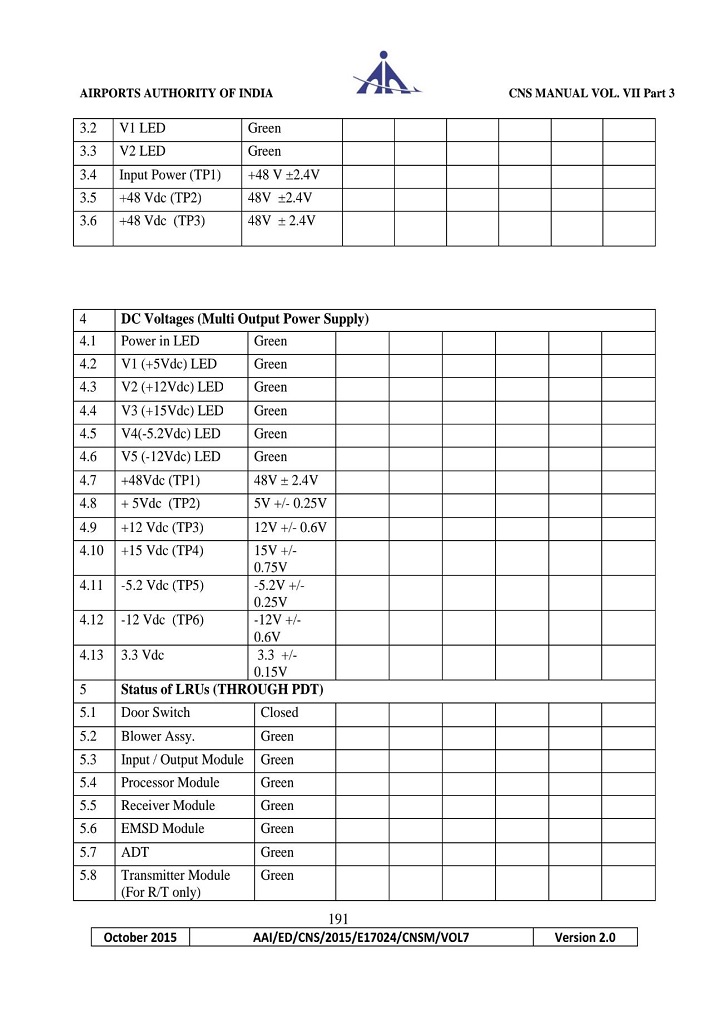 AIRPORTS AUTHORITY OF INDIA CNS MANUAL VOL. VII Part 3
3.2 V1 LED Green
3.3 V2 LED Green
3.4 Input Power (TP1) +48 V ±2.4V
3.5 +48 Vdc (TP2) 48V ±2.4V
3.6 +48 Vdc (TP3) 48V ± 2.4V
4 DC Voltages (Multi Output Power Supply)
4.1 Power in LED Green
4.2 V1 (+5Vdc) LED Green
4.3 V2 (+12Vdc) LED Green
4.4 V3 (+15Vdc) LED Green
4.5 V4(-5.2Vdc) LED Green
4.6 V5 (-12Vdc) LED Green
4.7 +48Vdc (TP1) 48V ± 2.4V
4.8 + 5Vdc (TP2) 5V +/- 0.25V
4.9 +12 Vdc (TP3) 12V +/- 0.6V
4.10 +15 Vdc (TP4) 15V +/-
0.75V
4.11 -5.2 Vdc (TP5) -5.2V +/-
0.25V
4.12 -12 Vdc (TP6) -12V +/-
0.6V
4.13 3.3 Vdc 3.3 +/-
0.15V
5 Status of LRUs (THROUGH PDT)
5.1 Door Switch Closed
5.2 Blower Assy. Green
5.3 Input / Output Module Green
5.4 Processor Module Green
5.5 Receiver Module Green
5.6 EMSD Module Green
5.7 ADT Green
5.8 Transmitter Module Green
(For R/T only)
191
October 2015 AAI/ED/CNS/2015/E17024/CNSM/VOL7 Version 2.0